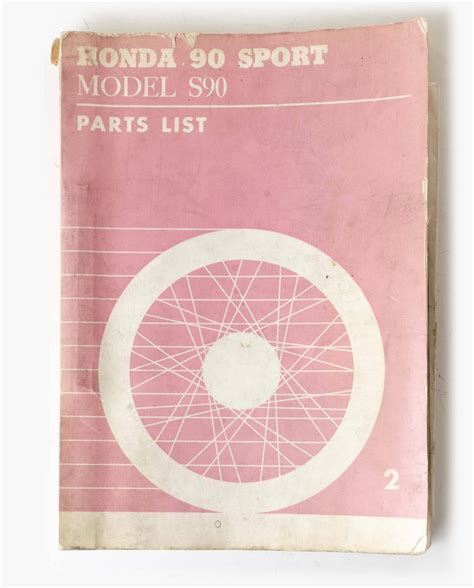 HONDA 90 SPORT
MODEL S90
PARTS LIST
2